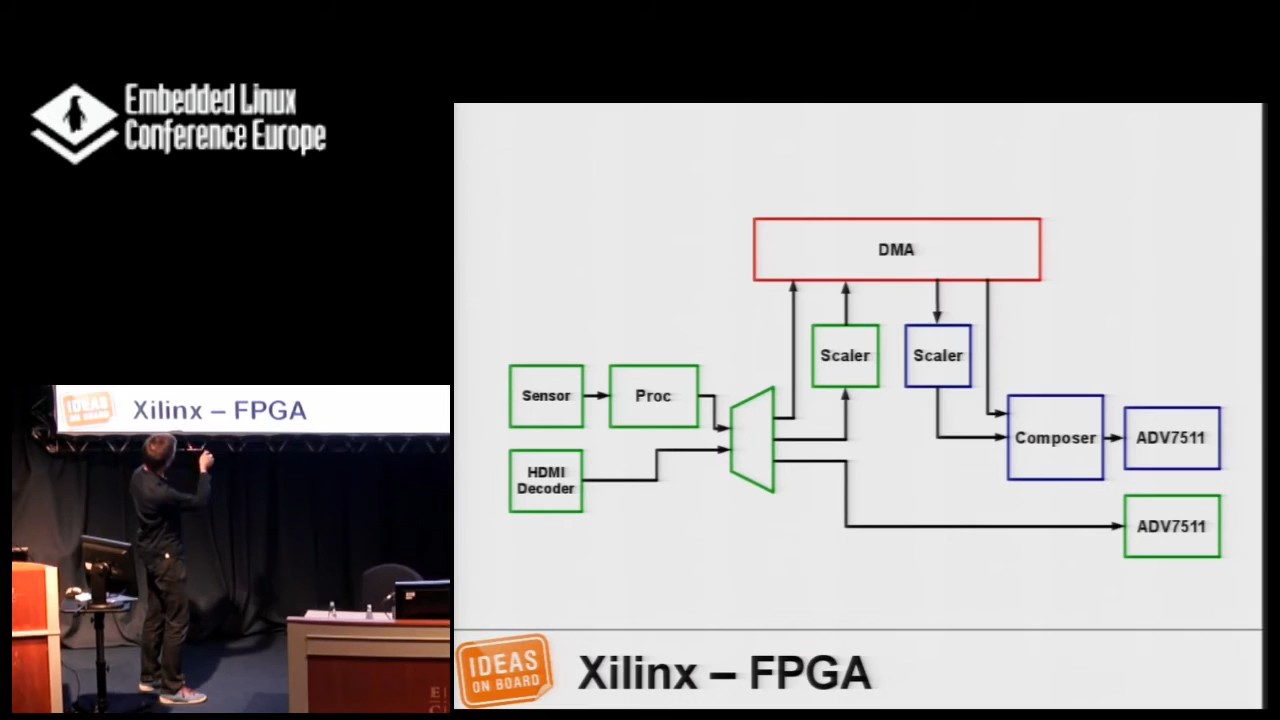 Embedded Linux
Conference Europe
DMA
Scaler
Scaler
Sensor
Proc
HDMI
Decoder
Composer
ADV7511
ADV7511
IDEAS
ON BOARD
Xilinx – FPGA
IDEAS
ON BOARD
Xilinx – FPGA